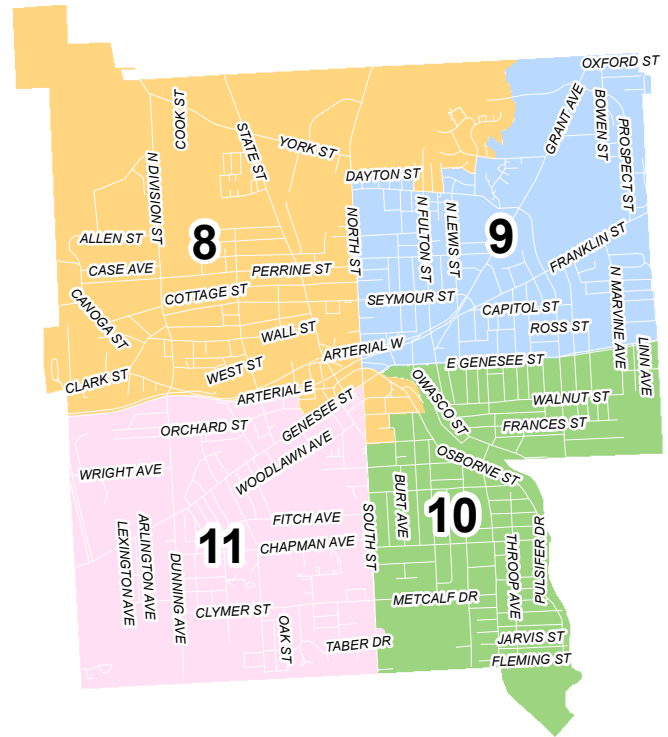 OXFORD ST
COOK ST
GRANT AVE
BOWEN ST
PROSPECT ST
STATE ST
YORK ST
N DIVISION ST
DAYTON ST
N FULTON ST
N LEWIS ST
NORTH ST
8
9
ALLEN ST
FRANKLIN ST
CASE AVE
PERRINE ST
COTTAGE ST
SEYMOUR ST
CAPITOL ST
N MARVINE AVE
CANOGA ST
WALL ST
ROSS ST
ARTERIAL W
LINN AVE
WEST ST
E GENESEE ST
CLARK ST
ARTERIAL E
OWASCO ST
WALNUT ST
GENESEE ST
ORCHARD ST
FRANCES ST
WOODLAWN AVE
OSBORNE ST
WRIGHT AVE
BURT AVE
10
FITCH AVE
SOUTH ST
11
CHAPMAN AVE
LEXINGTON AVE
ARLINGTON AVE
DUNNING AVE
THROOP AVE
PULSIFER DR
METCALF DR
CLYMER ST
OAK ST
TABER DR
JARVIS ST
FLEMING ST